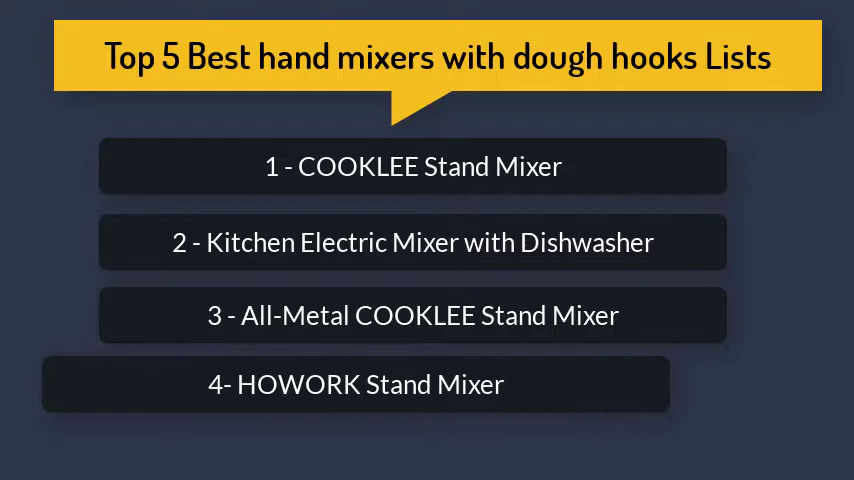 Top 5 Best hand mixers with dough hooks Lists
1 - COOKLEE Stand Mixer
2 - Kitchen Electric Mixer with Dishwasher
3 - All-Metal COOKLEE Stand Mixer
4- HOWORK Stand Mixer